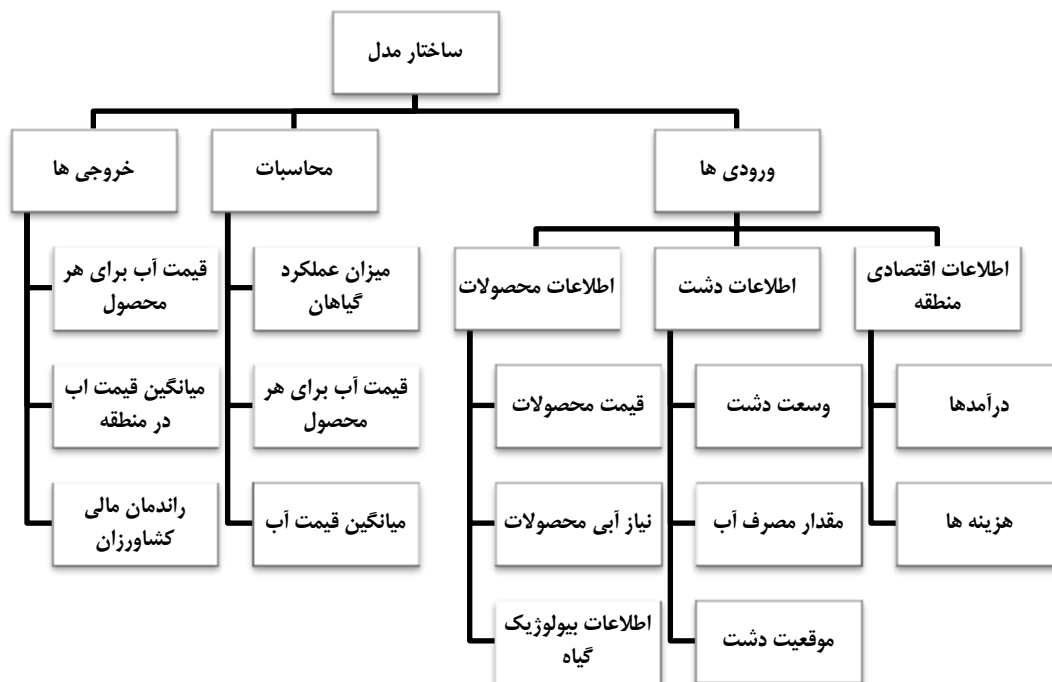 ساختار مدل
ورودی ها
محاسبات
خروجی ها
اطلاعات اقتصادی
منطقه
درآمدها
هزینه ها
اطلاعات دشت
وسعت دشت
مقدار مصرف آب
موقعیت دشت
اطلاعات محصولات
قیمت محصولات
نیاز آبی محصولات
اطلاعات بیولوژیک
گیاه
میزان عملکرد
گیاهان
قیمت آب برای هر
محصول
میانگین قیمت آب
قیمت آب برای هر
محصول
میانگین قیمت اب
در منطقه
راندمان مالی
کشاورزان